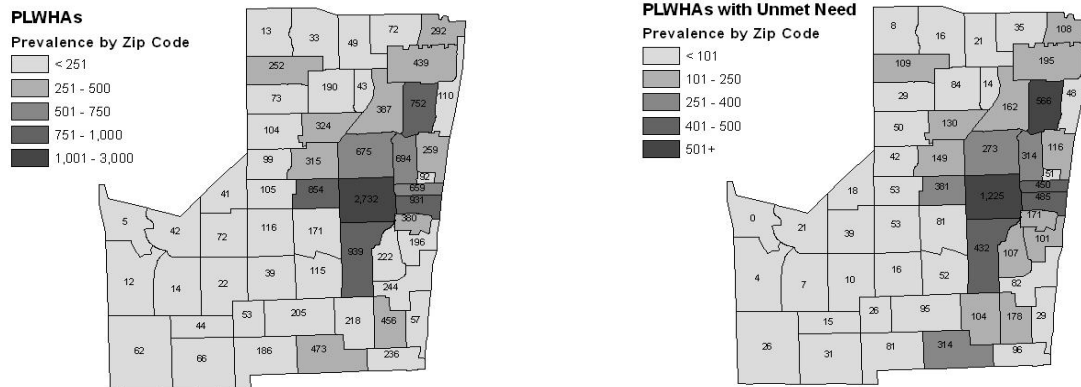 PLWHAs
Prevalence by Zip Code
< 251
251 - 500
501 - 750
751 - 1,000
1,001 - 3,000
13 33 49 72 292
252 439
190 43
73 387 752 110
104 324
99 315 675 694 259
92
41 105 854 2,732 659
931
5 42 72 116 171 380
196
939 222
12 14 22 39 115 244
53 205 218 456 57
44
62 66 186 473 236
PLWHAs with Unmet Need
Prevalence by Zip Code
< 101
101 - 250
251 - 400
401 - 500
501+
8 16 21 35 108
109 195
84 14
29 162 566 48
50 130
42 149 273 314 116
51
18 53 381 1,225 450
485
0 21 39 53 81 171
101
432 107
4 7 10 16 52 82
26 95 104 178 29
15
26 31 81 314 96